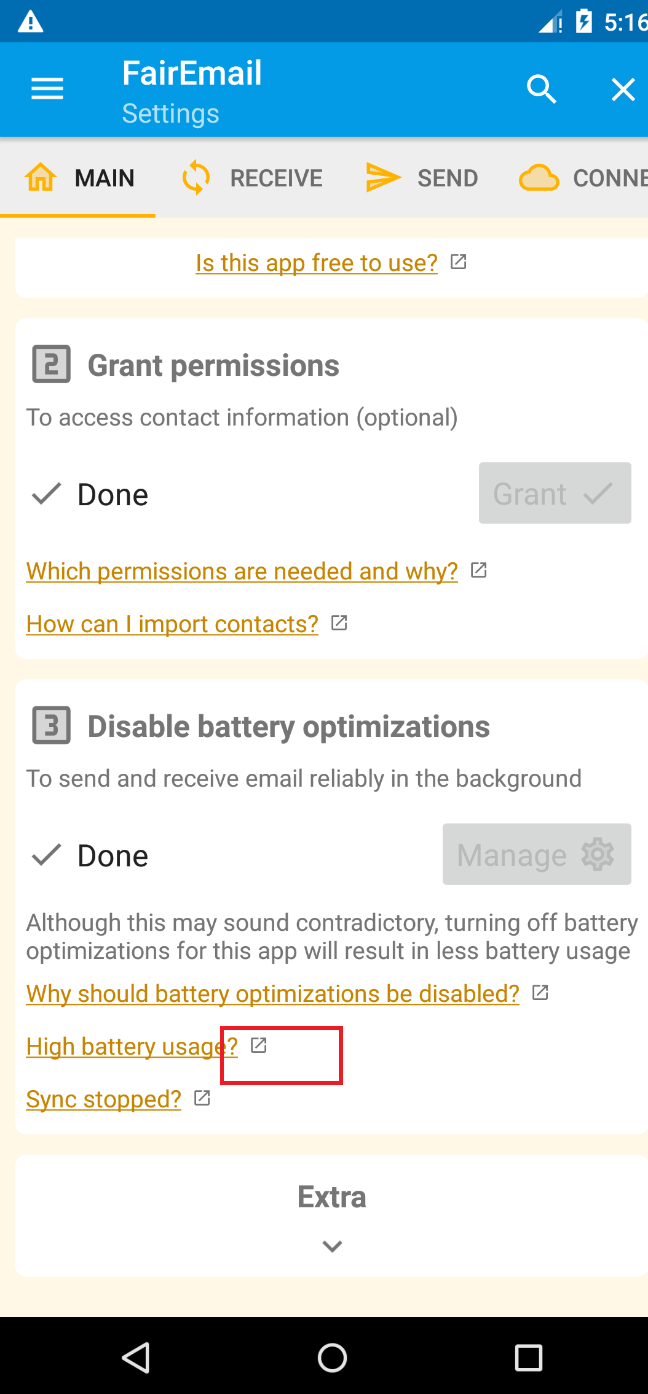 5:16
FairEmail
Settings
MAIN
RECEIVE
SEND
CONNE
Is this app free to use?
2 Grant permissions
To access contact information (optional)
Done
Grant
Which permissions are needed and why?
How can I import contacts?
3 Disable battery optimizations
To send and receive email reliably in the background
Done
Manage
Although this may sound contradictory, turning off battery
optimizations for this app will result in less battery usage
Why should battery optimizations be disabled?
High battery usage?
Sync stopped?
Extra